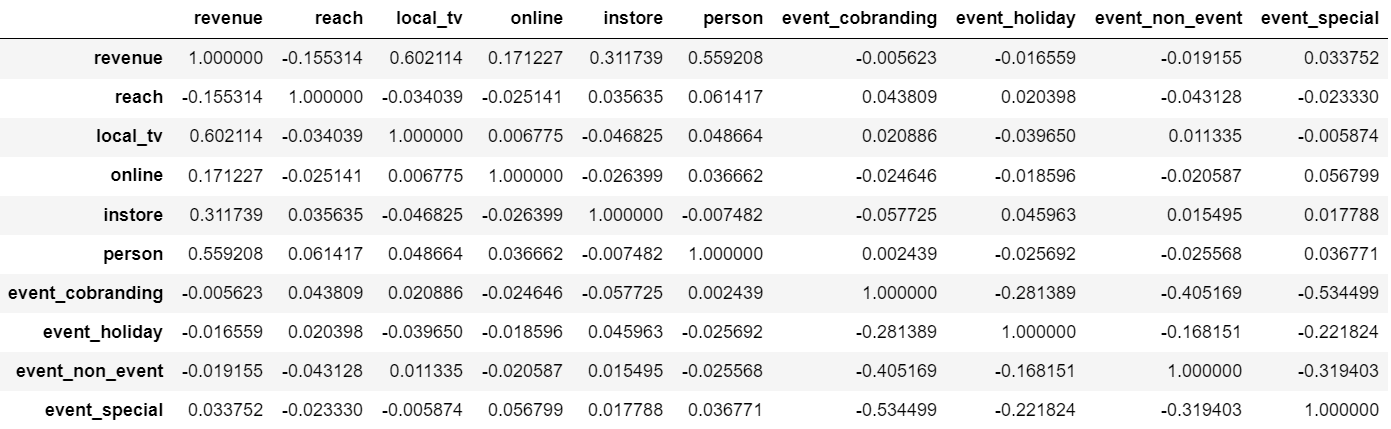 revenue reach local_tv online instore person event_cobranding event_holiday event_non_event event_special
revenue 1.000000 -0.155314 0.602114 0.171227 0.311739 0.559208 -0.005623 -0.016559 -0.019155 0.033752
reach -0.155314 1.000000 -0.034039 -0.025141 0.035635 0.061417 0.043809 0.020398 -0.043128 -0.023330
local_tv 0.602114 -0.034039 1.000000 0.006775 -0.046825 0.048664 0.020886 -0.039650 0.011335 -0.005874
online 0.171227 -0.025141 0.006775 1.000000 -0.026399 0.036662 -0.024646 -0.018596 -0.020587 0.056799
instore 0.311739 0.035635 -0.046825 -0.026399 1.000000 -0.007482 -0.057725 0.045963 0.015495 0.017788
person 0.559208 0.061417 0.048664 0.036662 -0.007482 1.000000 0.002439 -0.025692 -0.025568 0.036771
event_cobranding -0.005623 0.043809 0.020886 -0.024646 -0.057725 0.002439 1.000000 -0.281389 -0.405169 -0.534499
event_holiday -0.016559 0.020398 -0.039650 -0.018596 0.045963 -0.025692 -0.281389 1.000000 -0.168151 -0.221824
event_non_event -0.019155 -0.043128 0.011335 -0.020587 0.015495 -0.025568 -0.405169 -0.168151 1.000000 -0.319403
event_special 0.033752 -0.023330 -0.005874 0.056799 0.017788 0.036771 -0.534499 -0.221824 -0.319403 1.000000